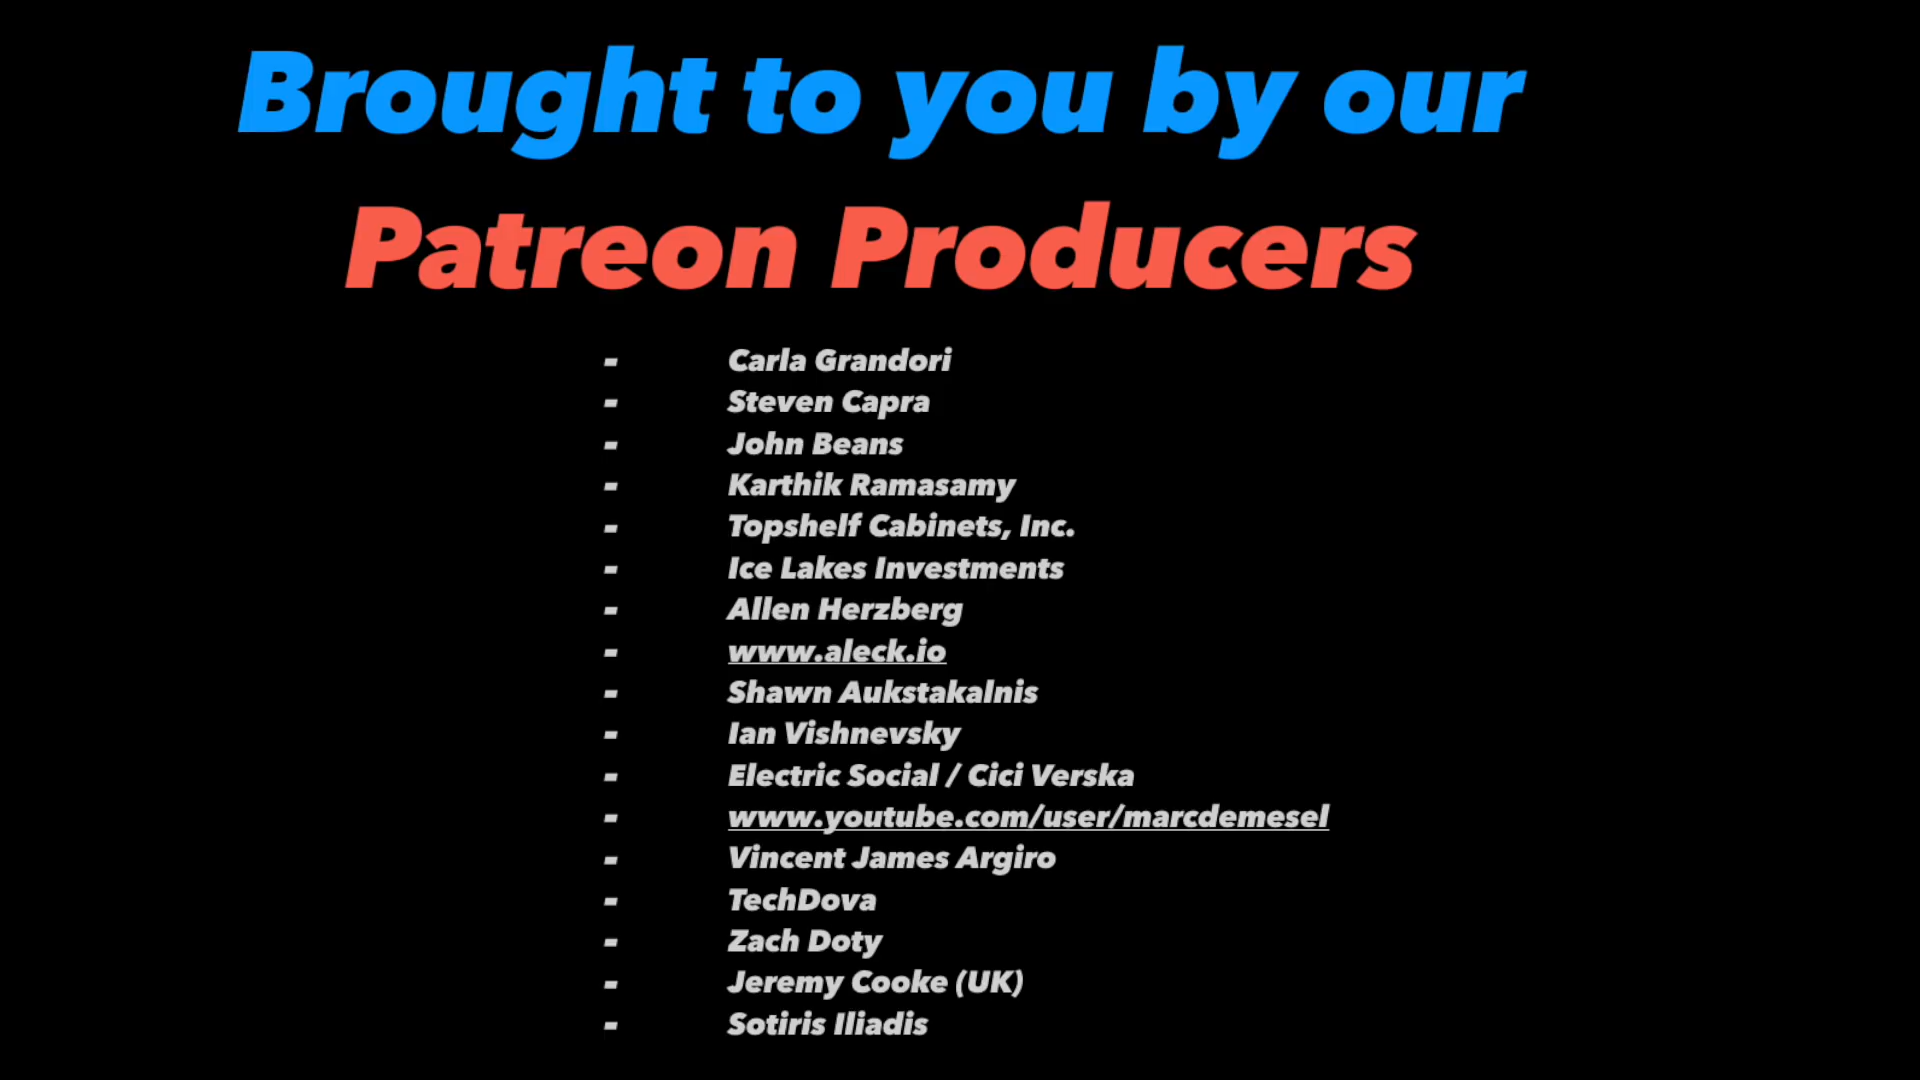 Brought to you by our
Patreon Producers
- Carla Grandori
- Steven Capra
- John Beans
- Karthik Ramasamy
- Topshelf Cabinets, Inc.
- Ice Lakes Investments
- Allen Herzberg
- www.aleck.io
- Shawn Aukstakalnis
- Ian Vishnevsky
- Electric Social / Cici Verska
- www.youtube.com/user/marcdemesel
- Vincent James Argiro
- TechDova
- Zach Doty
- Jeremy Cooke (UK)
- Sotiris Iliadis